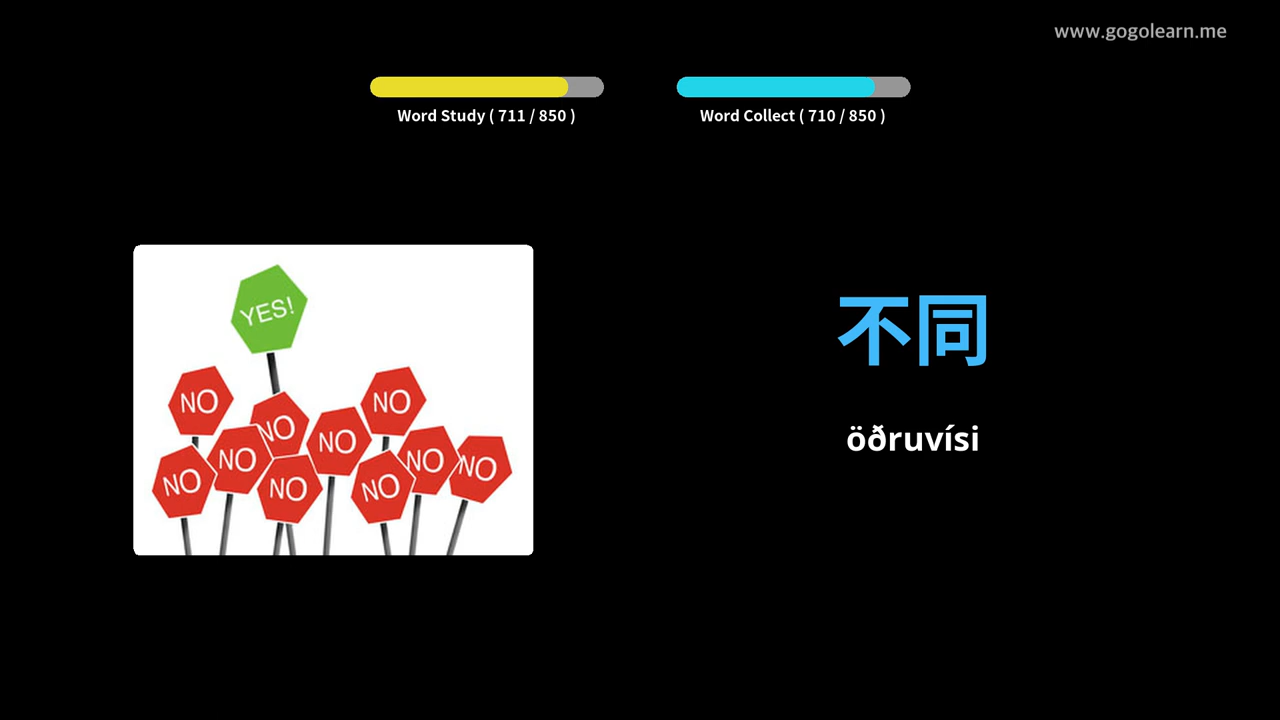 www.gogolearn.me
Word Study ( 711 / 850 )
Word Collect ( 710 / 850 )
YES!
NO
NO
NO
NO
NO
NO
NO
NO
NO
NO
不同
öðruvísi